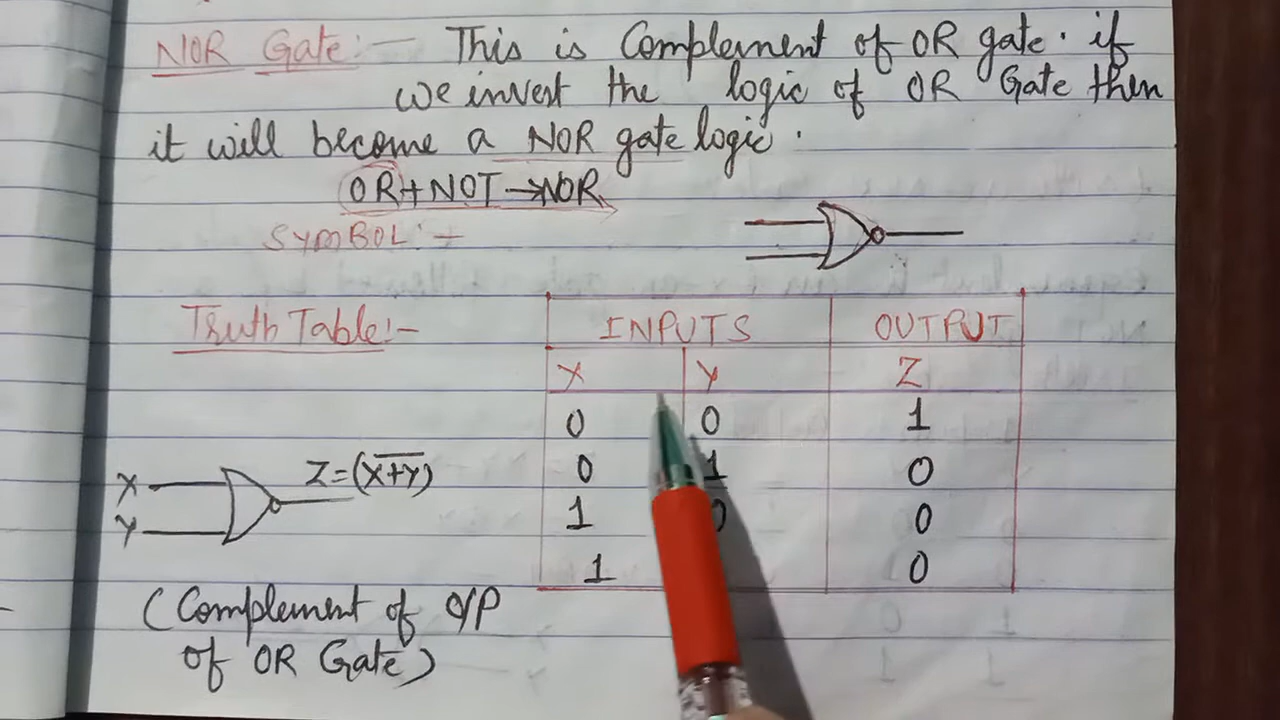 NOR Gate:- This is Complement of OR gate. if
we invert the logic of OR Gate then
it will become a NOR gate logic.
OR+NOT→NOR
SYMBOL:-
Truth Table:-
INPUTS OUTPUT
X Y Z
0 0 1
0 1 0
1 0 0
1 0
X
Y
Z=(X+Y)‾
(Complement of O/P
of OR Gate)